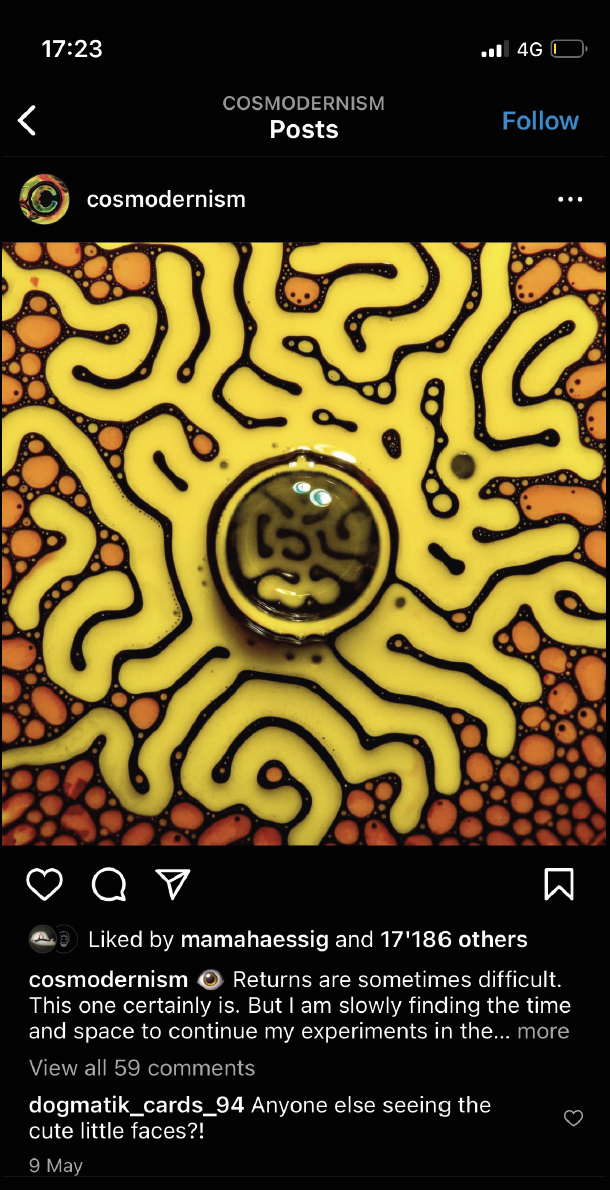 17:23
4G
COSMODERNISM
Posts
Follow
cosmodernism
Liked by mamahaessig and 17'186 others
cosmodernism 👁️ Returns are sometimes difficult.
This one certainly is. But I am slowly finding the time
and space to continue my experiments in the... more
View all 59 comments
dogmatik_cards_94 Anyone else seeing the
cute little faces?!
9 May